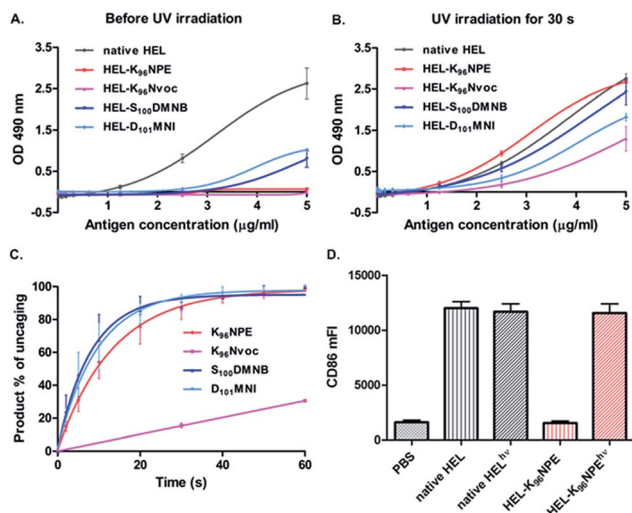 A.
Before UV irradiation
native HEL
HEL-K₉₆NPE
HEL-K₉₆Nvoc
HEL-S₁₀₀DMNB
HEL-D₁₀₁MNI
OD 490 nm
3.5
2.5
1.5
0.5
-0.5
1 2 3 4 5
Antigen concentration (µg/ml)
B.
UV irradiation for 30 s
native HEL
HEL-K₉₆NPE
HEL-K₉₆Nvoc
HEL-S₁₀₀DMNB
HEL-D₁₀₁MNI
OD 490 nm
3.5
2.5
1.5
0.5
-0.5
1 2 3 4 5
Antigen concentration (µg/ml)
C.
Product % of uncaging
100
80
60
40
20
0
K₉₆NPE
K₉₆Nvoc
S₁₀₀DMNB
D₁₀₁MNI
0 20 40 60
Time (s)
D.
CD86 mFI
15000
10000
5000
0
PBS
native HEL
native HELʰᵛ
HEL-K₉₆NPE
HEL-K₉₆NPEʰᵛ